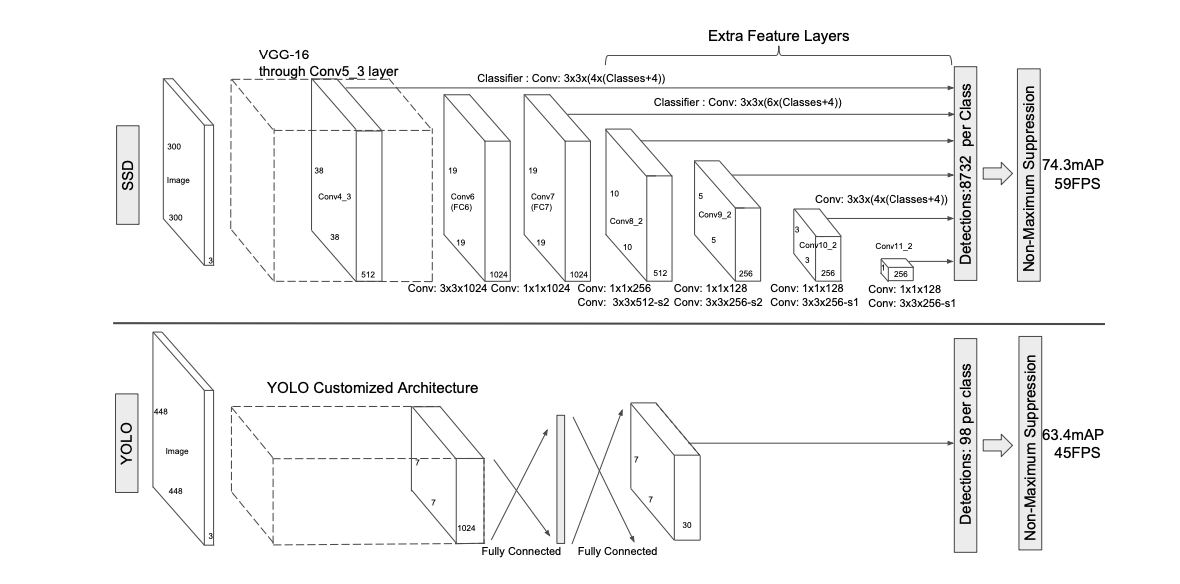 Extra Feature Layers
VGG-16
through Conv5_3 layer
Classifier : Conv: 3x3x(4x(Classes+4))
Classifier : Conv: 3x3x(6x(Classes+4))
Conv: 3x3x(4x(Classes+4))
SSD
300
Image
300
3
38
Conv4_3
38
512
19
Conv6
(FC6)
19
1024
19
Conv7
(FC7)
19
1024
10
Conv8_2
10
512
5
Conv9_2
5
256
3
Conv10_2
3
256
Conv11_2
1
256
Conv: 3x3x1024
Conv: 1x1x1024
Conv: 1x1x256
Conv: 3x3x512-s2
Conv: 1x1x128
Conv: 3x3x256-s2
Conv: 1x1x128
Conv: 3x3x256-s1
Conv: 1x1x128
Conv: 3x3x256-s1
Detections:8732 per Class
Non-Maximum Suppression
74.3mAP
59FPS
YOLO
448
Image
448
3
YOLO Customized Architecture
7
7
1024
Fully Connected
Fully Connected
7
7
30
Detections: 98 per class
Non-Maximum Suppression
63.4mAP
45FPS